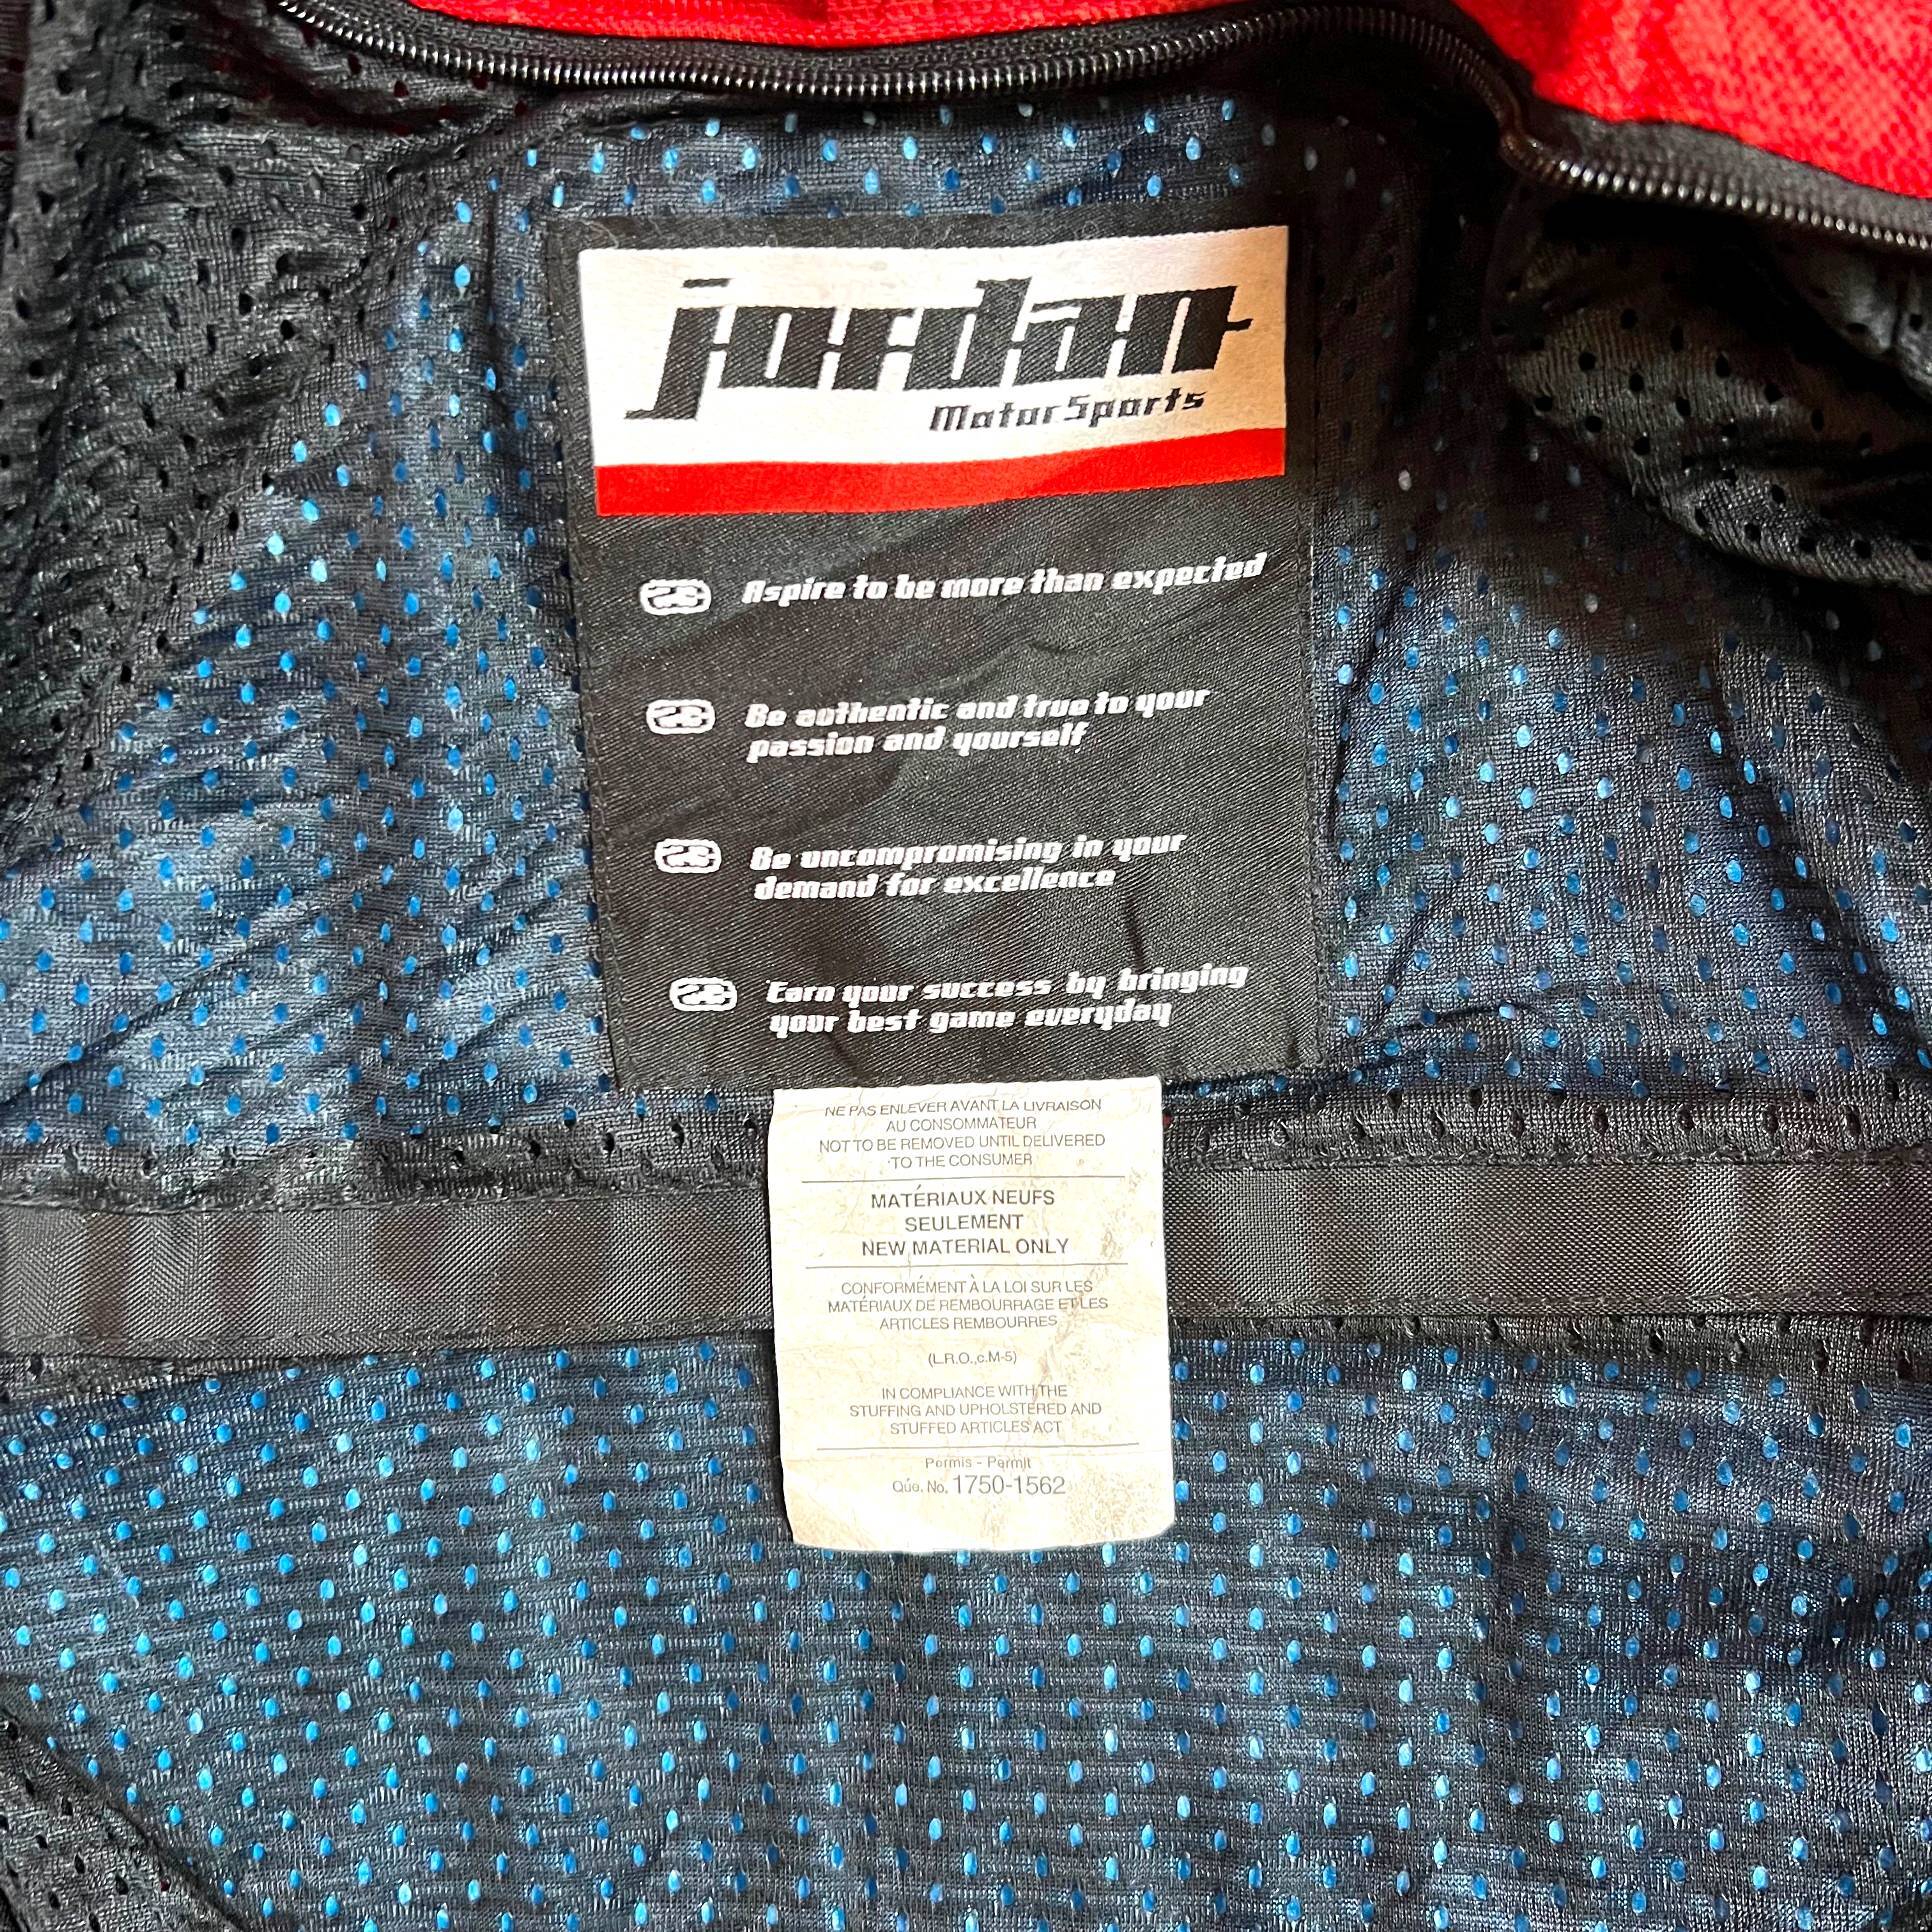 jordan
MotorSports
Aspire to be more than expected
Be authentic and true to your
passion and yourself
Be uncompromising in your
demand for excellence
Earn your success by bringing
your best game everyday
NE PAS ENLEVER AVANT LA LIVRAISON
AU CONSOMMATEUR
NOT TO BE REMOVED UNTIL DELIVERED
TO THE CONSUMER
MATÉRIAUX NEUFS
SEULEMENT
NEW MATERIAL ONLY
CONFORMÉMENT À LA LOI SUR LES
MATÉRIAUX DE REMBOURRAGE ET LES
ARTICLES REMBOURRES
(L.R.O.,c.M-5)
IN COMPLIANCE WITH THE
STUFFING AND UPHOLSTERED AND
STUFFED ARTICLES ACT
Permis - Permit
Qúe. No. 1750-1562